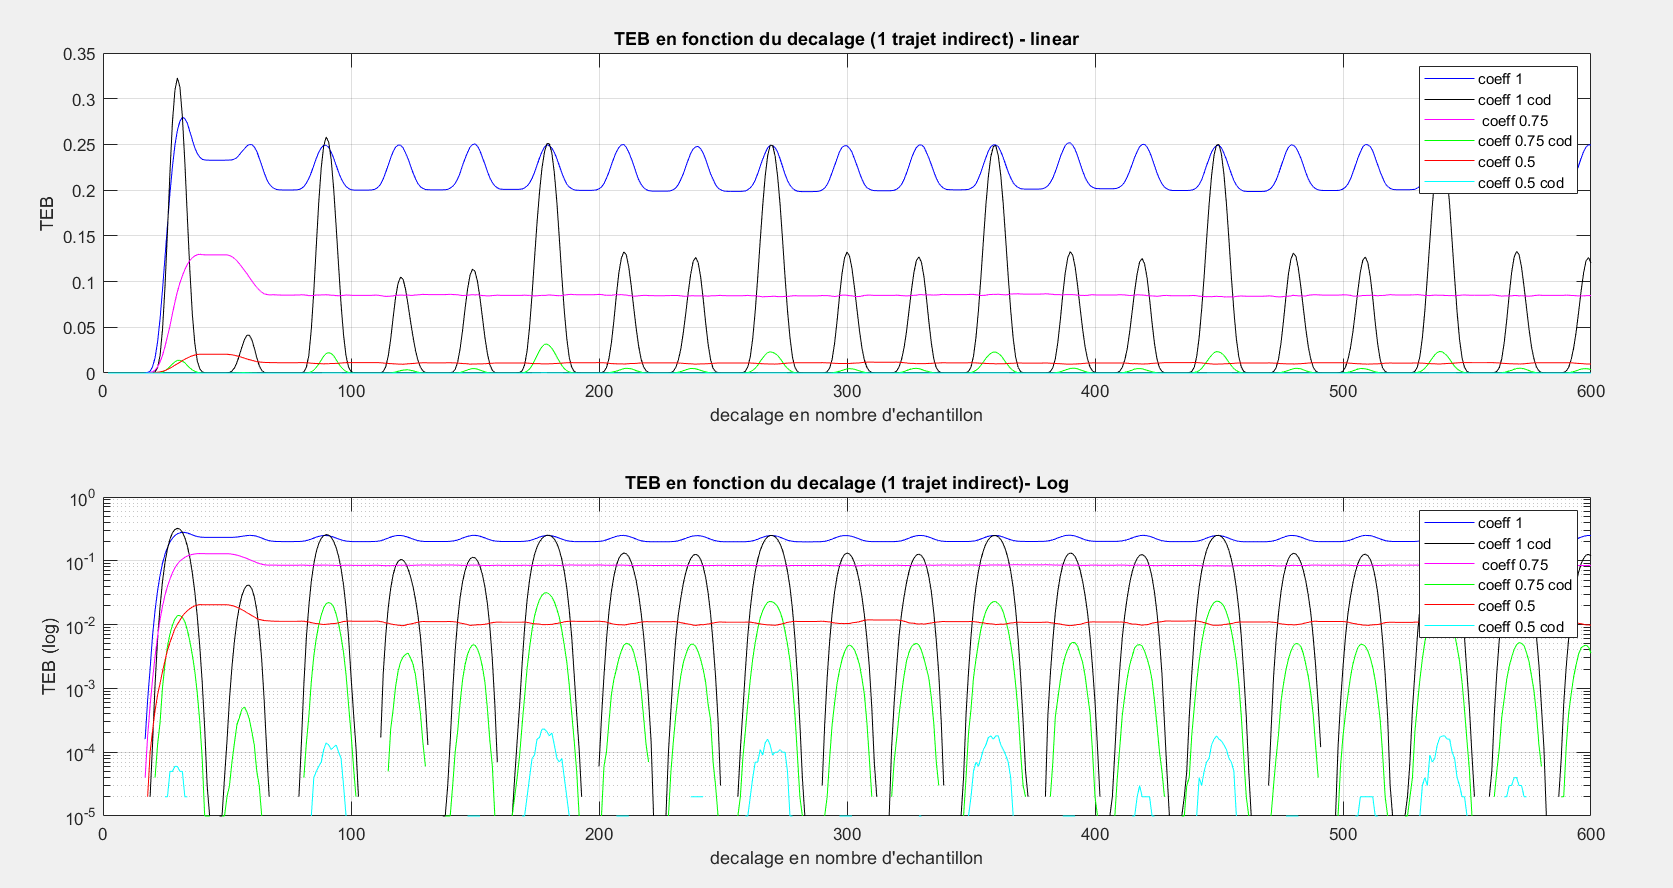 TEB en fonction du decalage (1 trajet indirect) - linear
0.35
0.3
0.25
0.2
0.15
0.1
0.05
0
TEB
coeff 1
coeff 1 cod
coeff 0.75
coeff 0.75 cod
coeff 0.5
coeff 0.5 cod
0 100 200 300 400 500 600
decalage en nombre d'echantillon
TEB en fonction du decalage (1 trajet indirect)- Log
10^0
10^-1
10^-2
10^-3
10^-4
10^-5
TEB (log)
coeff 1
coeff 1 cod
coeff 0.75
coeff 0.75 cod
coeff 0.5
coeff 0.5 cod
0 100 200 300 400 500 600
decalage en nombre d'echantillon